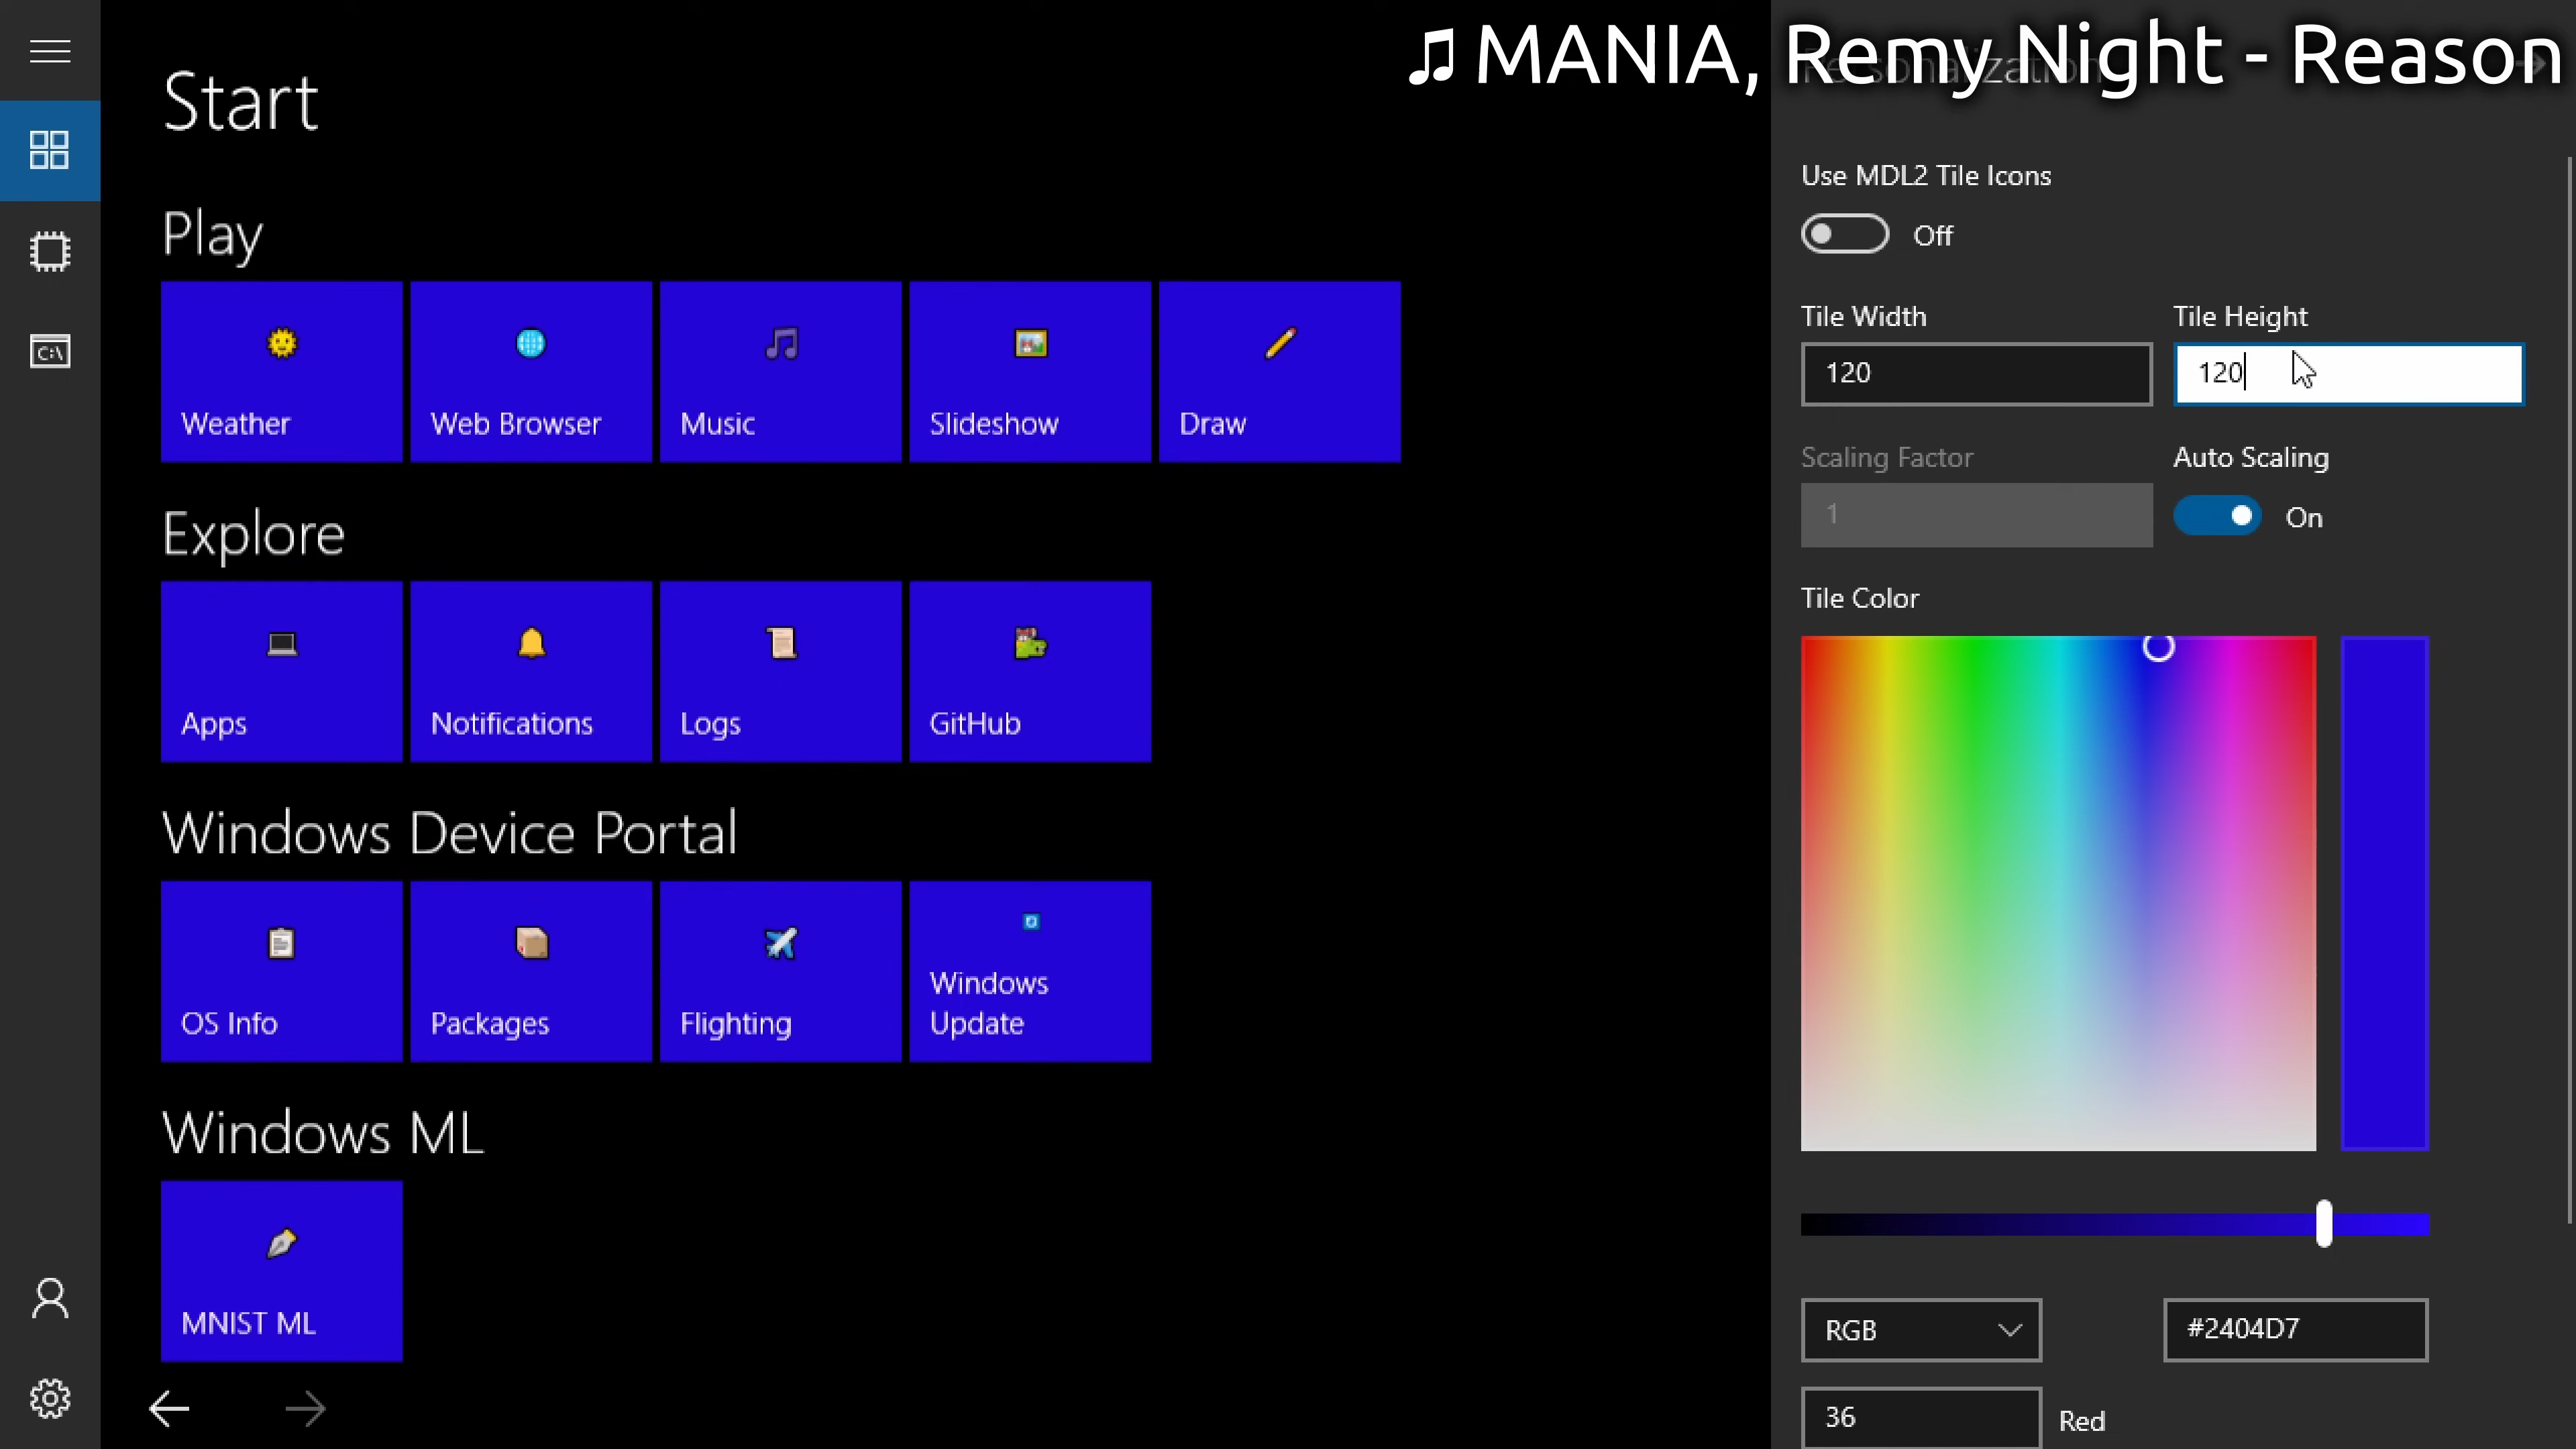 ♫ MANIA, Remy Night - Reason
Start
Personalization
Play
Weather
Web Browser
Music
Slideshow
Draw
Explore
Apps
Notifications
Logs
GitHub
Windows Device Portal
OS Info
Packages
Flighting
Windows
Update
Windows ML
MNIST ML
C:\
Use MDL2 Tile Icons
Off
Tile Width
Tile Height
120
120
Scaling Factor
Auto Scaling
1
On
Tile Color
RGB
#2404D7
36
Red